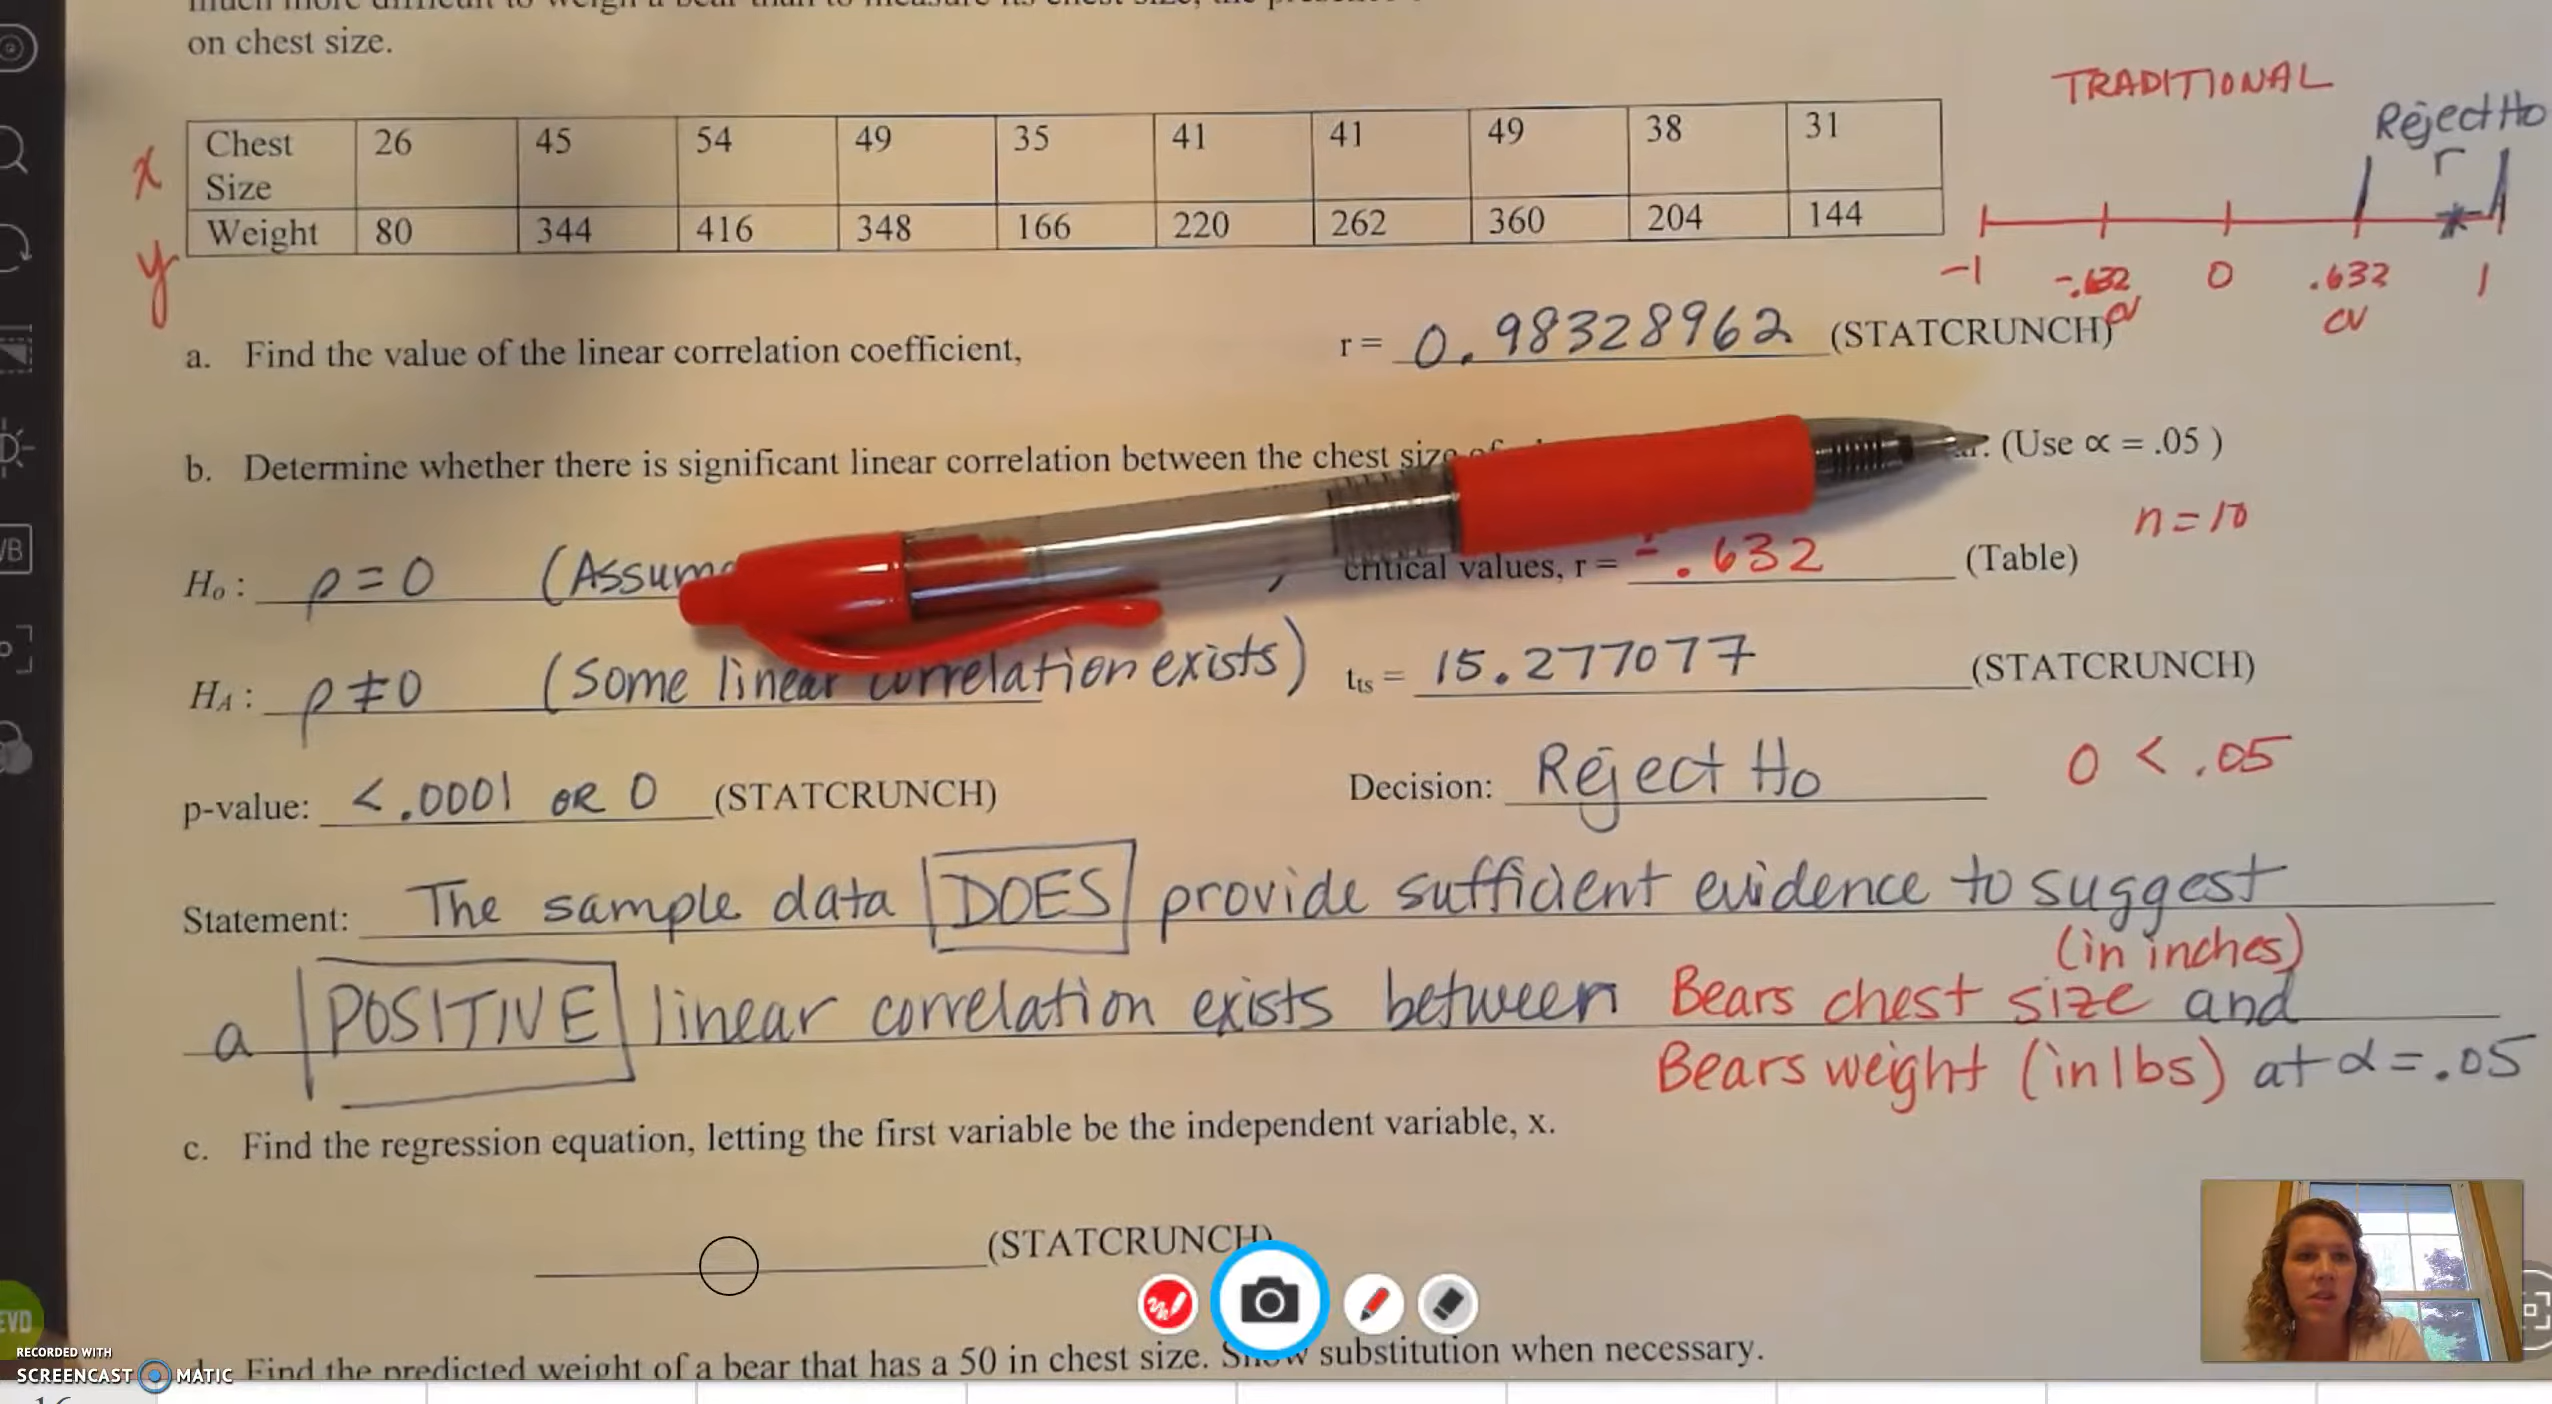 on chest size.
TRADITIONAL
Reject Ho
r
x Chest Size 26 45 54 49 35 41 41 49 38 31
y Weight 80 344 416 348 166 220 262 360 204 144
-1 -.632 0 .632 1
CV CV
a. Find the value of the linear correlation coefficient, r = 0.98328962 (STATCRUNCH)
b. Determine whether there is significant linear correlation between the chest size (Use ∝ = .05 )
n = 10
Ho : ρ = 0 (Assum critical values, r = ± .632 (Table)
HA : ρ ≠ 0 (Some linear correlation exists) tts = 15.277077 (STATCRUNCH)
p-value: < .0001 OR 0 (STATCRUNCH) Decision: Reject Ho 0 < .05
Statement: The sample data DOES provide sufficient evidence to suggest
(in inches)
a POSITIVE linear correlation exists between Bears chest size and
Bears weight (in lbs) at α = .05
c. Find the regression equation, letting the first variable be the independent variable, x.
(STATCRUNCH)
Find the predicted weight of a bear that has a 50 in chest size. Show substitution when necessary.
RECORDED WITH
SCREENCAST MATIC